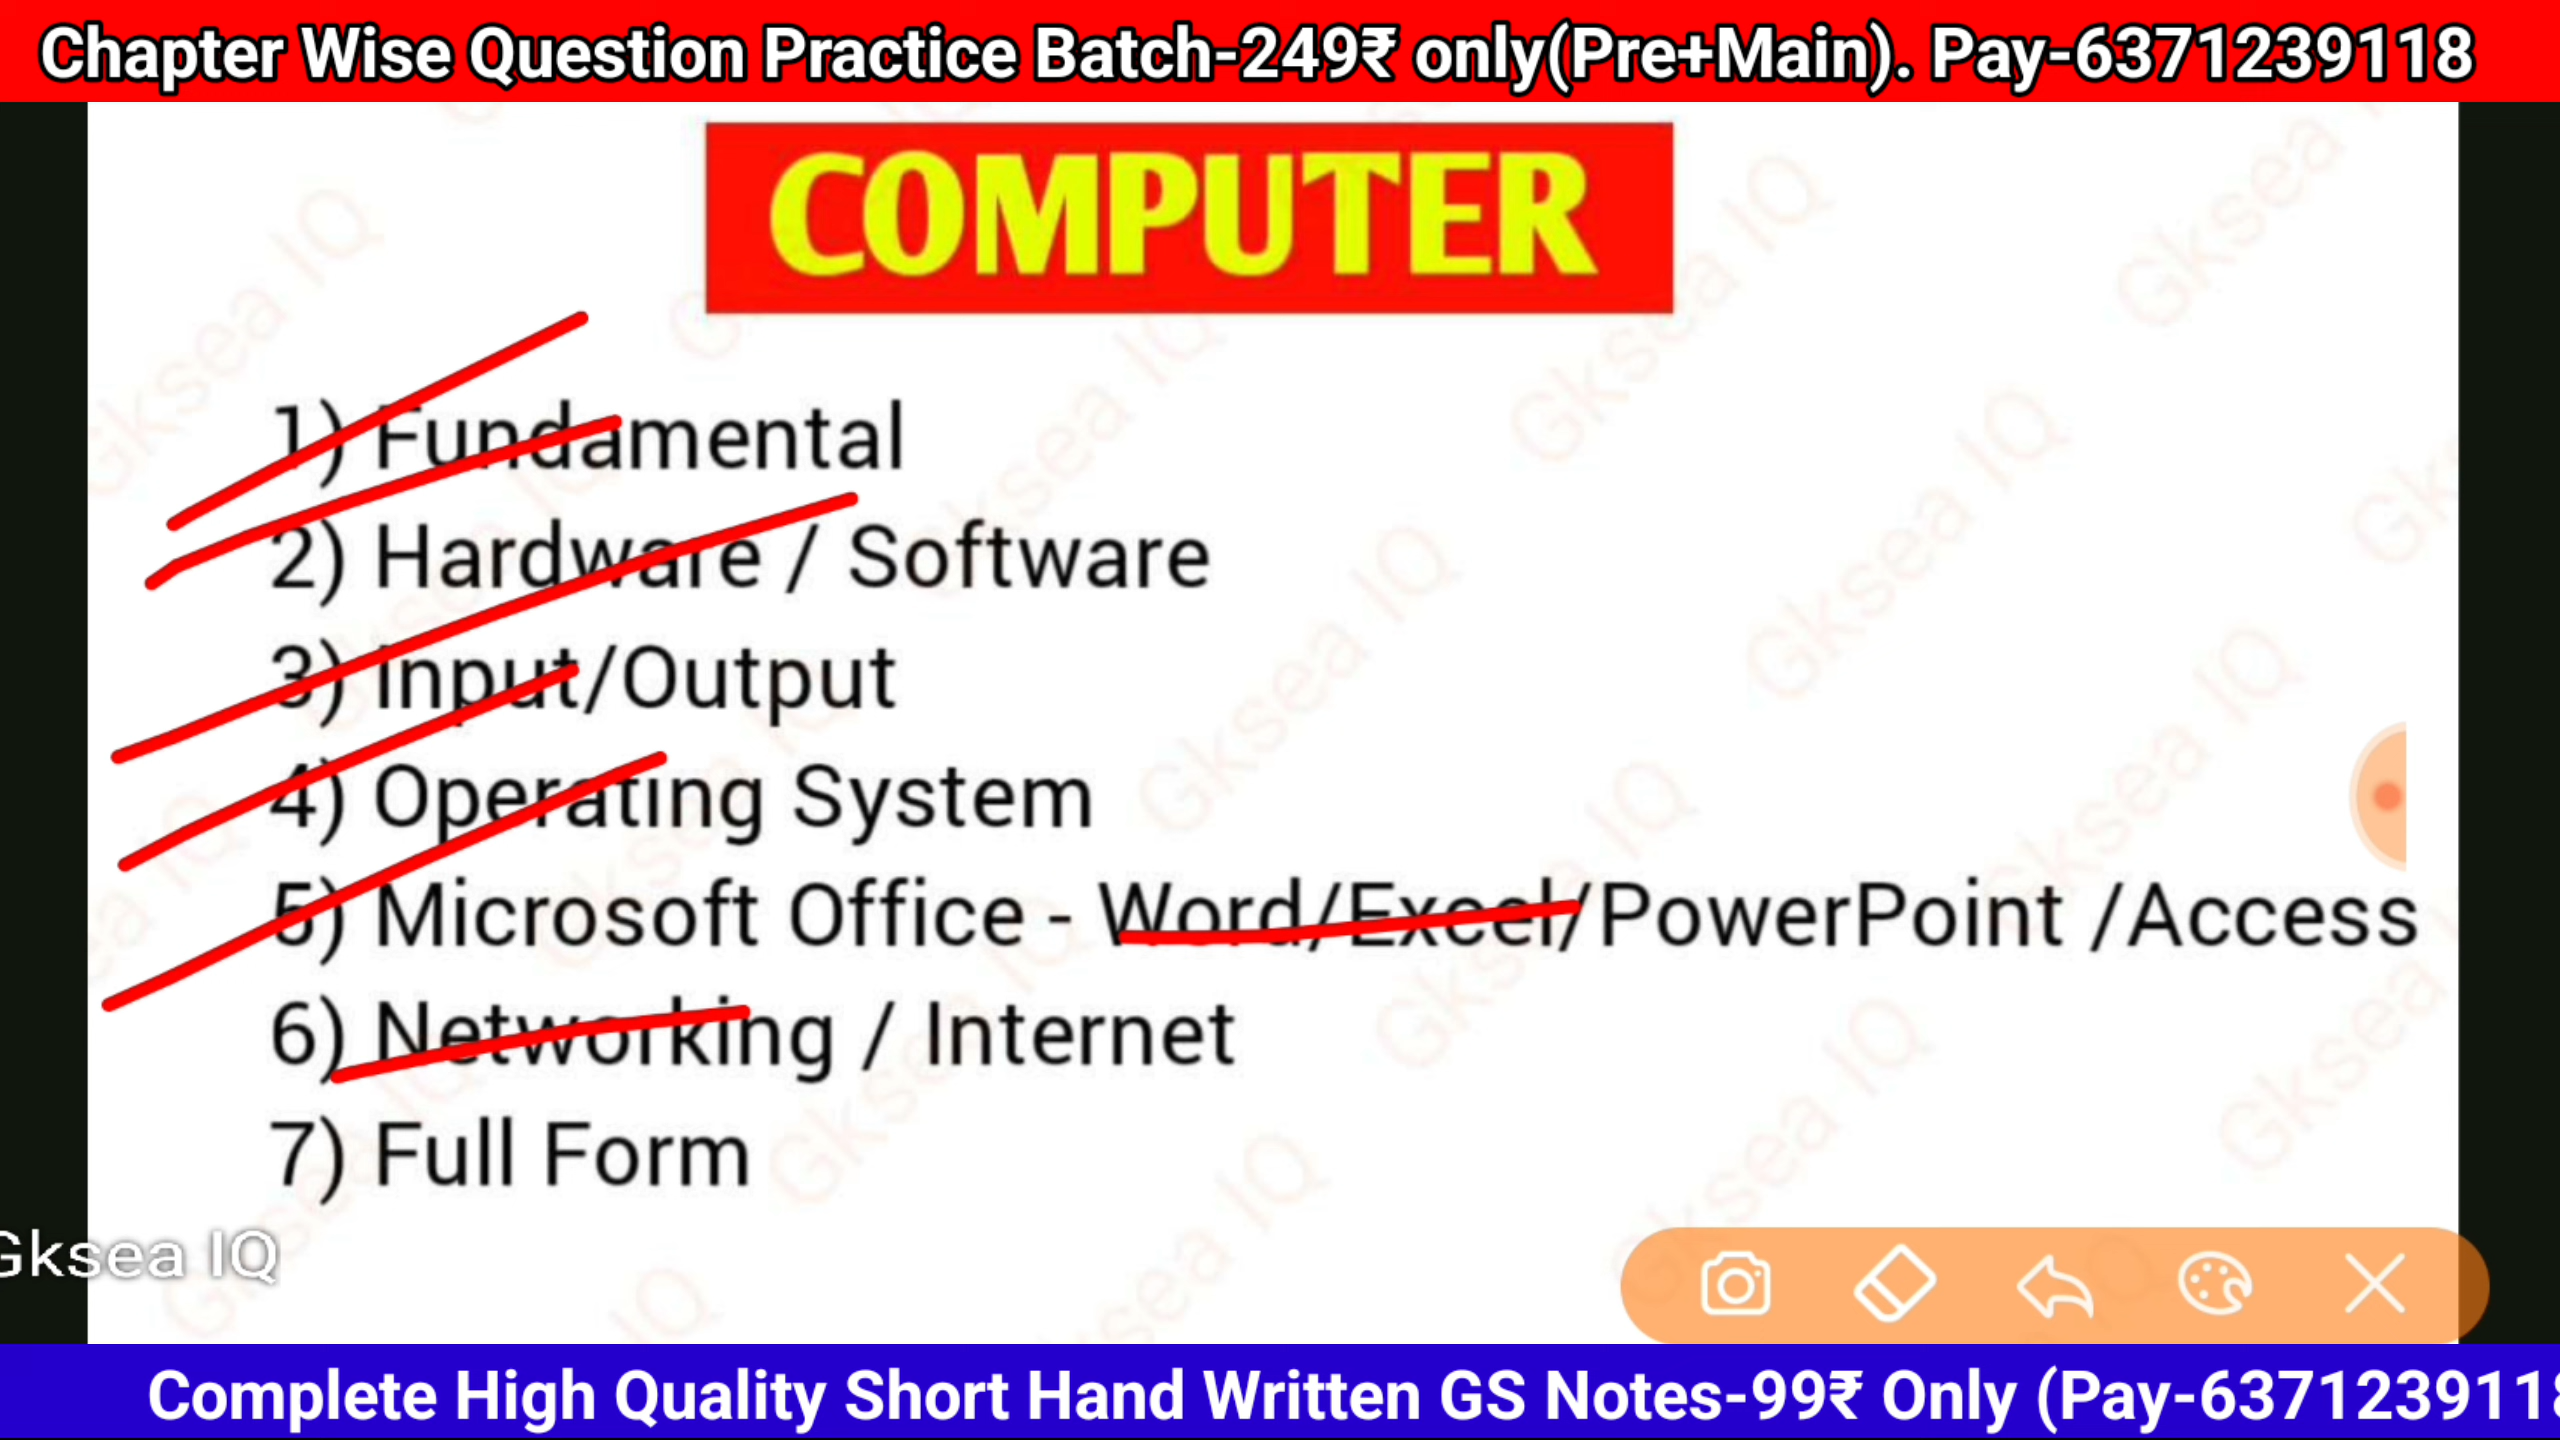 Chapter Wise Question Practice Batch-249₹ only(Pre+Main). Pay-6371239118
COMPUTER
1) Fundamental
2) Hardware / Software
3) Input/Output
4) Operating System
5) Microsoft Office - Word/Excel/PowerPoint /Access
6) Networking / Internet
7) Full Form
Gksea IQ
Complete High Quality Short Hand Written GS Notes-99₹ Only (Pay-6371239118